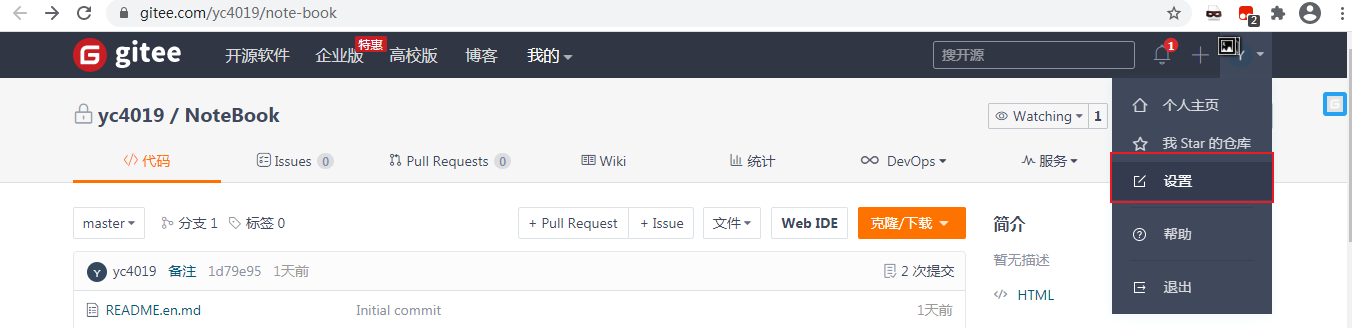 gitee.com/yc4019/note-book
2
gitee 开源软件 企业版 特惠 高校版 博客 我的 搜开源 1 Y
yc4019 / NoteBook
Watching 1
个人主页
我 Star 的仓库
设置
帮助
退出
代码 Issues 0 Pull Requests 0 Wiki 统计 DevOps 服务
master 分支 1 标签 0 + Pull Request + Issue 文件 Web IDE 克隆/下载
简介
暂无描述
HTML
Y yc4019 备注 1d79e95 1天前 2 次提交
README.en.md Initial commit 1天前